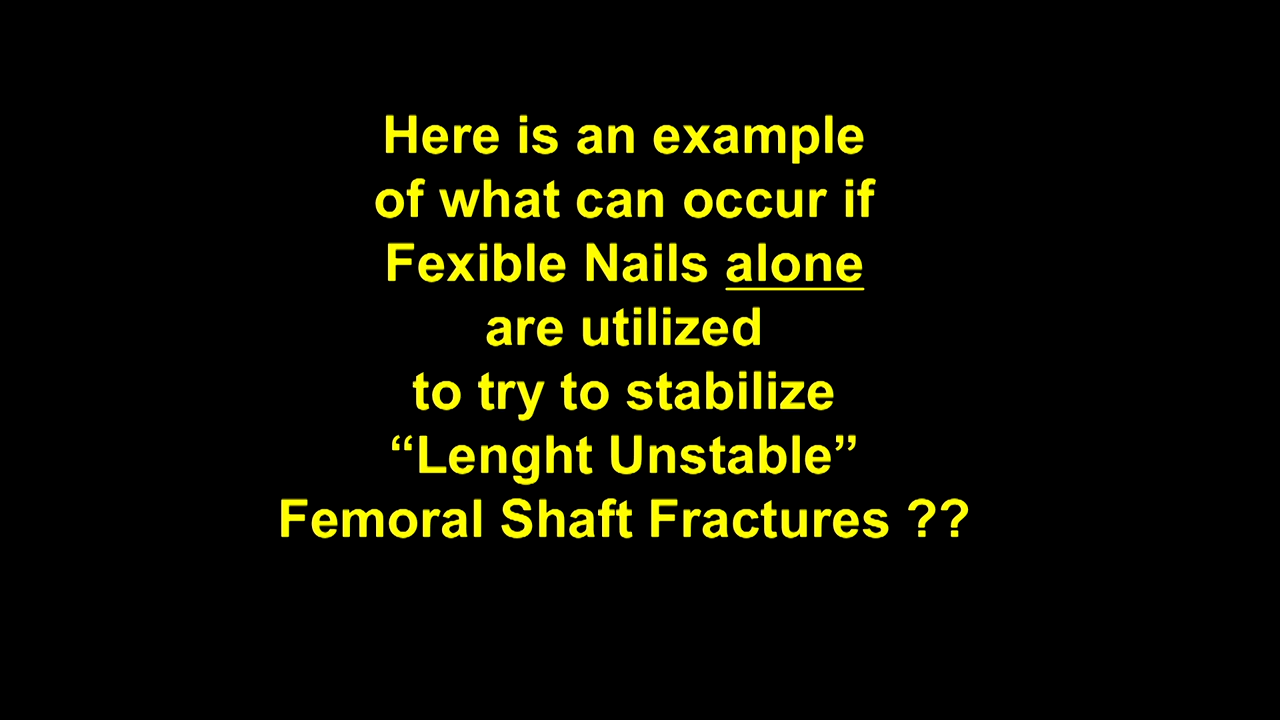 Here is an example
of what can occur if
Fexible Nails alone
are utilized
to try to stabilize
“Lenght Unstable”
Femoral Shaft Fractures ??